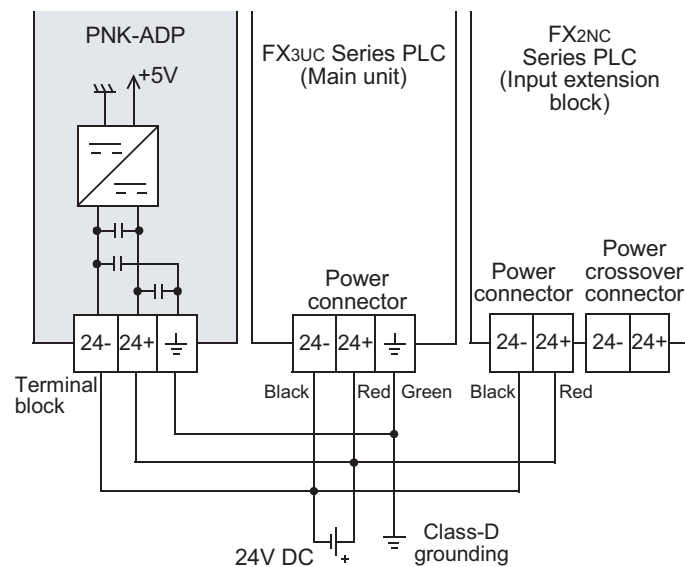 PNK-ADP
+5V
FX3UC Series PLC
(Main unit)
FX2NC
Series PLC
(Input extension
block)
Power
connector
Power
connector
Power
crossover
connector
24- 24+
24- 24+
24- 24+
24- 24+
Terminal
block
Black
Red
Green
Black
Red
24V DC
+
Class-D
grounding